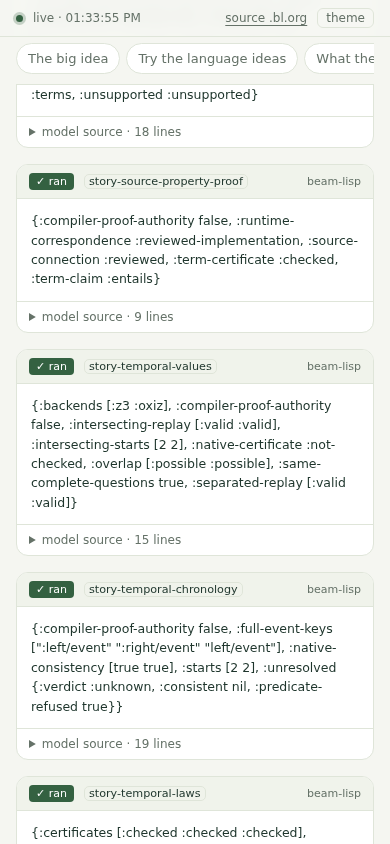 live · 01:33:55 PM
source .bl.org
theme
The big idea
Try the language ideas
What the
:terms, :unsupported :unsupported}
▶ model source · 18 lines
✓ ran
story-source-property-proof
beam-lisp
{:compiler-proof-authority false, :runtime-
correspondence :reviewed-implementation, :source-
connection :reviewed, :term-certificate :checked,
:term-claim :entails}
▶ model source · 9 lines
✓ ran
story-temporal-values
beam-lisp
{:backends [:z3 :oxiz], :compiler-proof-authority
false, :intersecting-replay [:valid :valid],
:intersecting-starts [2 2], :native-certificate :not-
checked, :overlap [:possible :possible], :same-
complete-questions true, :separated-replay [:valid
:valid]}
▶ model source · 15 lines
✓ ran
story-temporal-chronology
beam-lisp
{:compiler-proof-authority false, :full-event-keys
[":left/event" ":right/event" "left/event"], :native-
consistency [true true], :starts [2 2], :unresolved
{:verdict :unknown, :consistent nil, :predicate-
refused true}}
▶ model source · 19 lines
✓ ran
story-temporal-laws
beam-lisp
{:certificates [:checked :checked :checked],